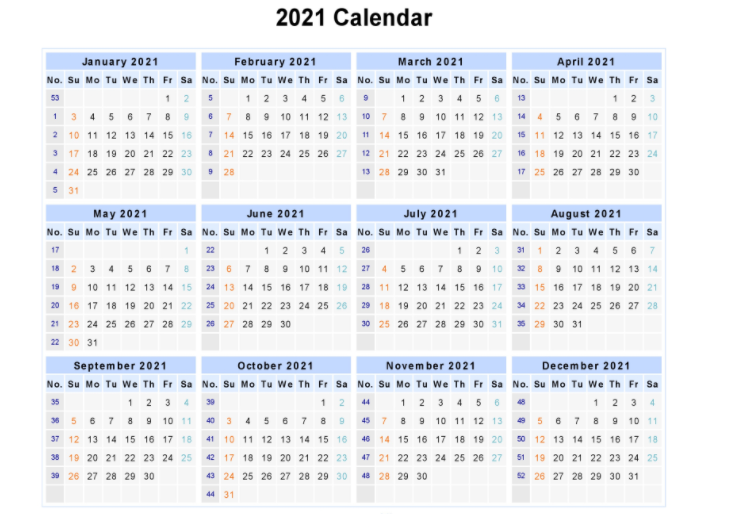 2021 Calendar
January 2021
No. Su Mo Tu We Th Fr Sa
53 1 2
1 3 4 5 6 7 8 9
2 10 11 12 13 14 15 16
3 17 18 19 20 21 22 23
4 24 25 26 27 28 29 30
5 31
February 2021
No. Su Mo Tu We Th Fr Sa
5 1 2 3 4 5 6
6 7 8 9 10 11 12 13
7 14 15 16 17 18 19 20
8 21 22 23 24 25 26 27
9 28
March 2021
No. Su Mo Tu We Th Fr Sa
9 1 2 3 4 5 6
10 7 8 9 10 11 12 13
11 14 15 16 17 18 19 20
12 21 22 23 24 25 26 27
13 28 29 30 31
April 2021
No. Su Mo Tu We Th Fr Sa
13 1 2 3
14 4 5 6 7 8 9 10
15 11 12 13 14 15 16 17
16 18 19 20 21 22 23 24
17 25 26 27 28 29 30
May 2021
No. Su Mo Tu We Th Fr Sa
17 1
18 2 3 4 5 6 7 8
19 9 10 11 12 13 14 15
20 16 17 18 19 20 21 22
21 23 24 25 26 27 28 29
22 30 31
June 2021
No. Su Mo Tu We Th Fr Sa
22 1 2 3 4 5
23 6 7 8 9 10 11 12
24 13 14 15 16 17 18 19
25 20 21 22 23 24 25 26
26 27 28 29 30
July 2021
No. Su Mo Tu We Th Fr Sa
26 1 2 3
27 4 5 6 7 8 9 10
28 11 12 13 14 15 16 17
29 18 19 20 21 22 23 24
30 25 26 27 28 29 30 31
August 2021
No. Su Mo Tu We Th Fr Sa
31 1 2 3 4 5 6 7
32 8 9 10 11 12 13 14
33 15 16 17 18 19 20 21
34 22 23 24 25 26 27 28
35 29 30 31
September 2021
No. Su Mo Tu We Th Fr Sa
35 1 2 3 4
36 5 6 7 8 9 10 11
37 12 13 14 15 16 17 18
38 19 20 21 22 23 24 25
39 26 27 28 29 30
October 2021
No. Su Mo Tu We Th Fr Sa
39 1 2
40 3 4 5 6 7 8 9
41 10 11 12 13 14 15 16
42 17 18 19 20 21 22 23
43 24 25 26 27 28 29 30
44 31
November 2021
No. Su Mo Tu We Th Fr Sa
44 1 2 3 4 5 6
45 7 8 9 10 11 12 13
46 14 15 16 17 18 19 20
47 21 22 23 24 25 26 27
48 28 29 30
December 2021
No. Su Mo Tu We Th Fr Sa
48 1 2 3 4
49 5 6 7 8 9 10 11
50 12 13 14 15 16 17 18
51 19 20 21 22 23 24 25
52 26 27 28 29 30 31